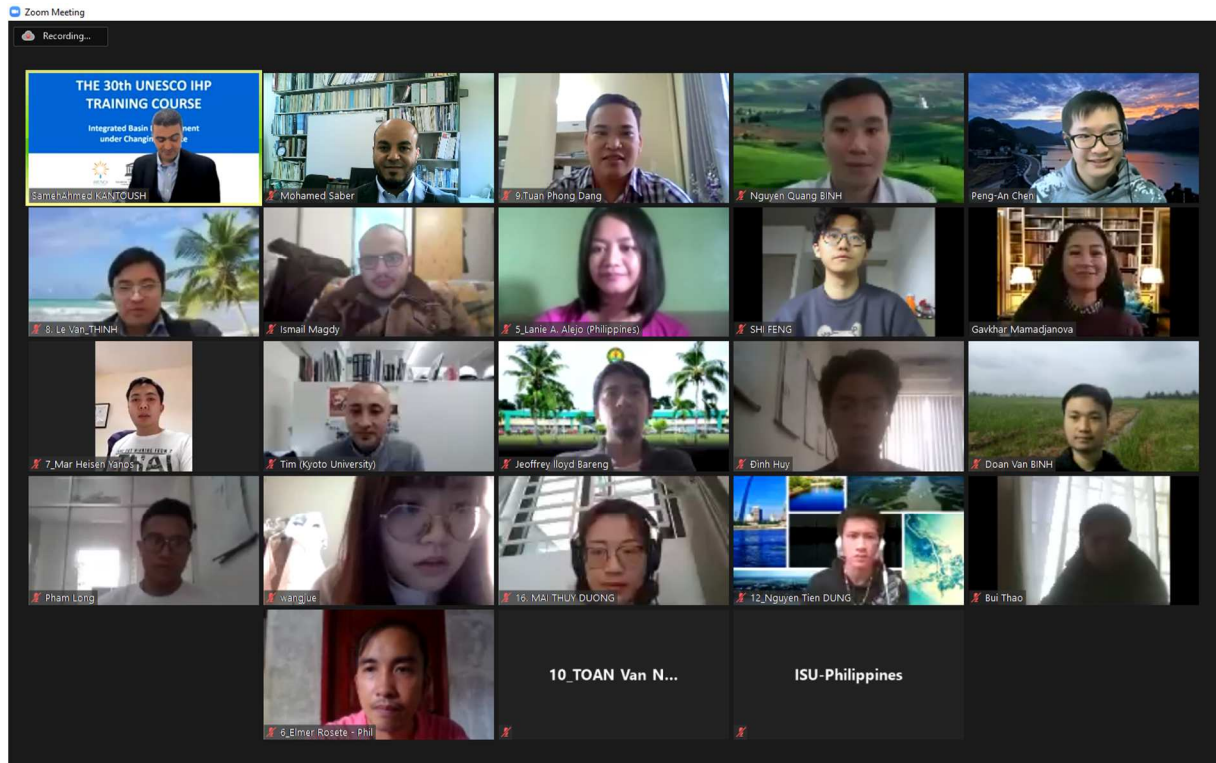 Zoom Meeting
Recording...
THE 30th UNESCO IHP
TRAINING COURSE
Integrated Basin
under Changing
SamehAhmed KANTOUSH
Mohamed Saber
9.Tuan Phong Dang
Nguyen Quang BINH
Peng-An Chen
8. Le Van_THINH
Ismail Magdy
5_Lanie A. Alejo (Philippines)
SHI FENG
Gavkhar Mamadjanova
7_Mar Heisen Yanos
Tim (Kyoto University)
Jeoffrey lloyd Bareng
Đinh Huy
Doan Van BINH
Pham Long
wangjue
16. MAI THUY DUONG
12_Nguyen Tien DUNG
Bui Thao
6_Elmer Rosete - Phil
10_TOAN Van N...
ISU-Philippines